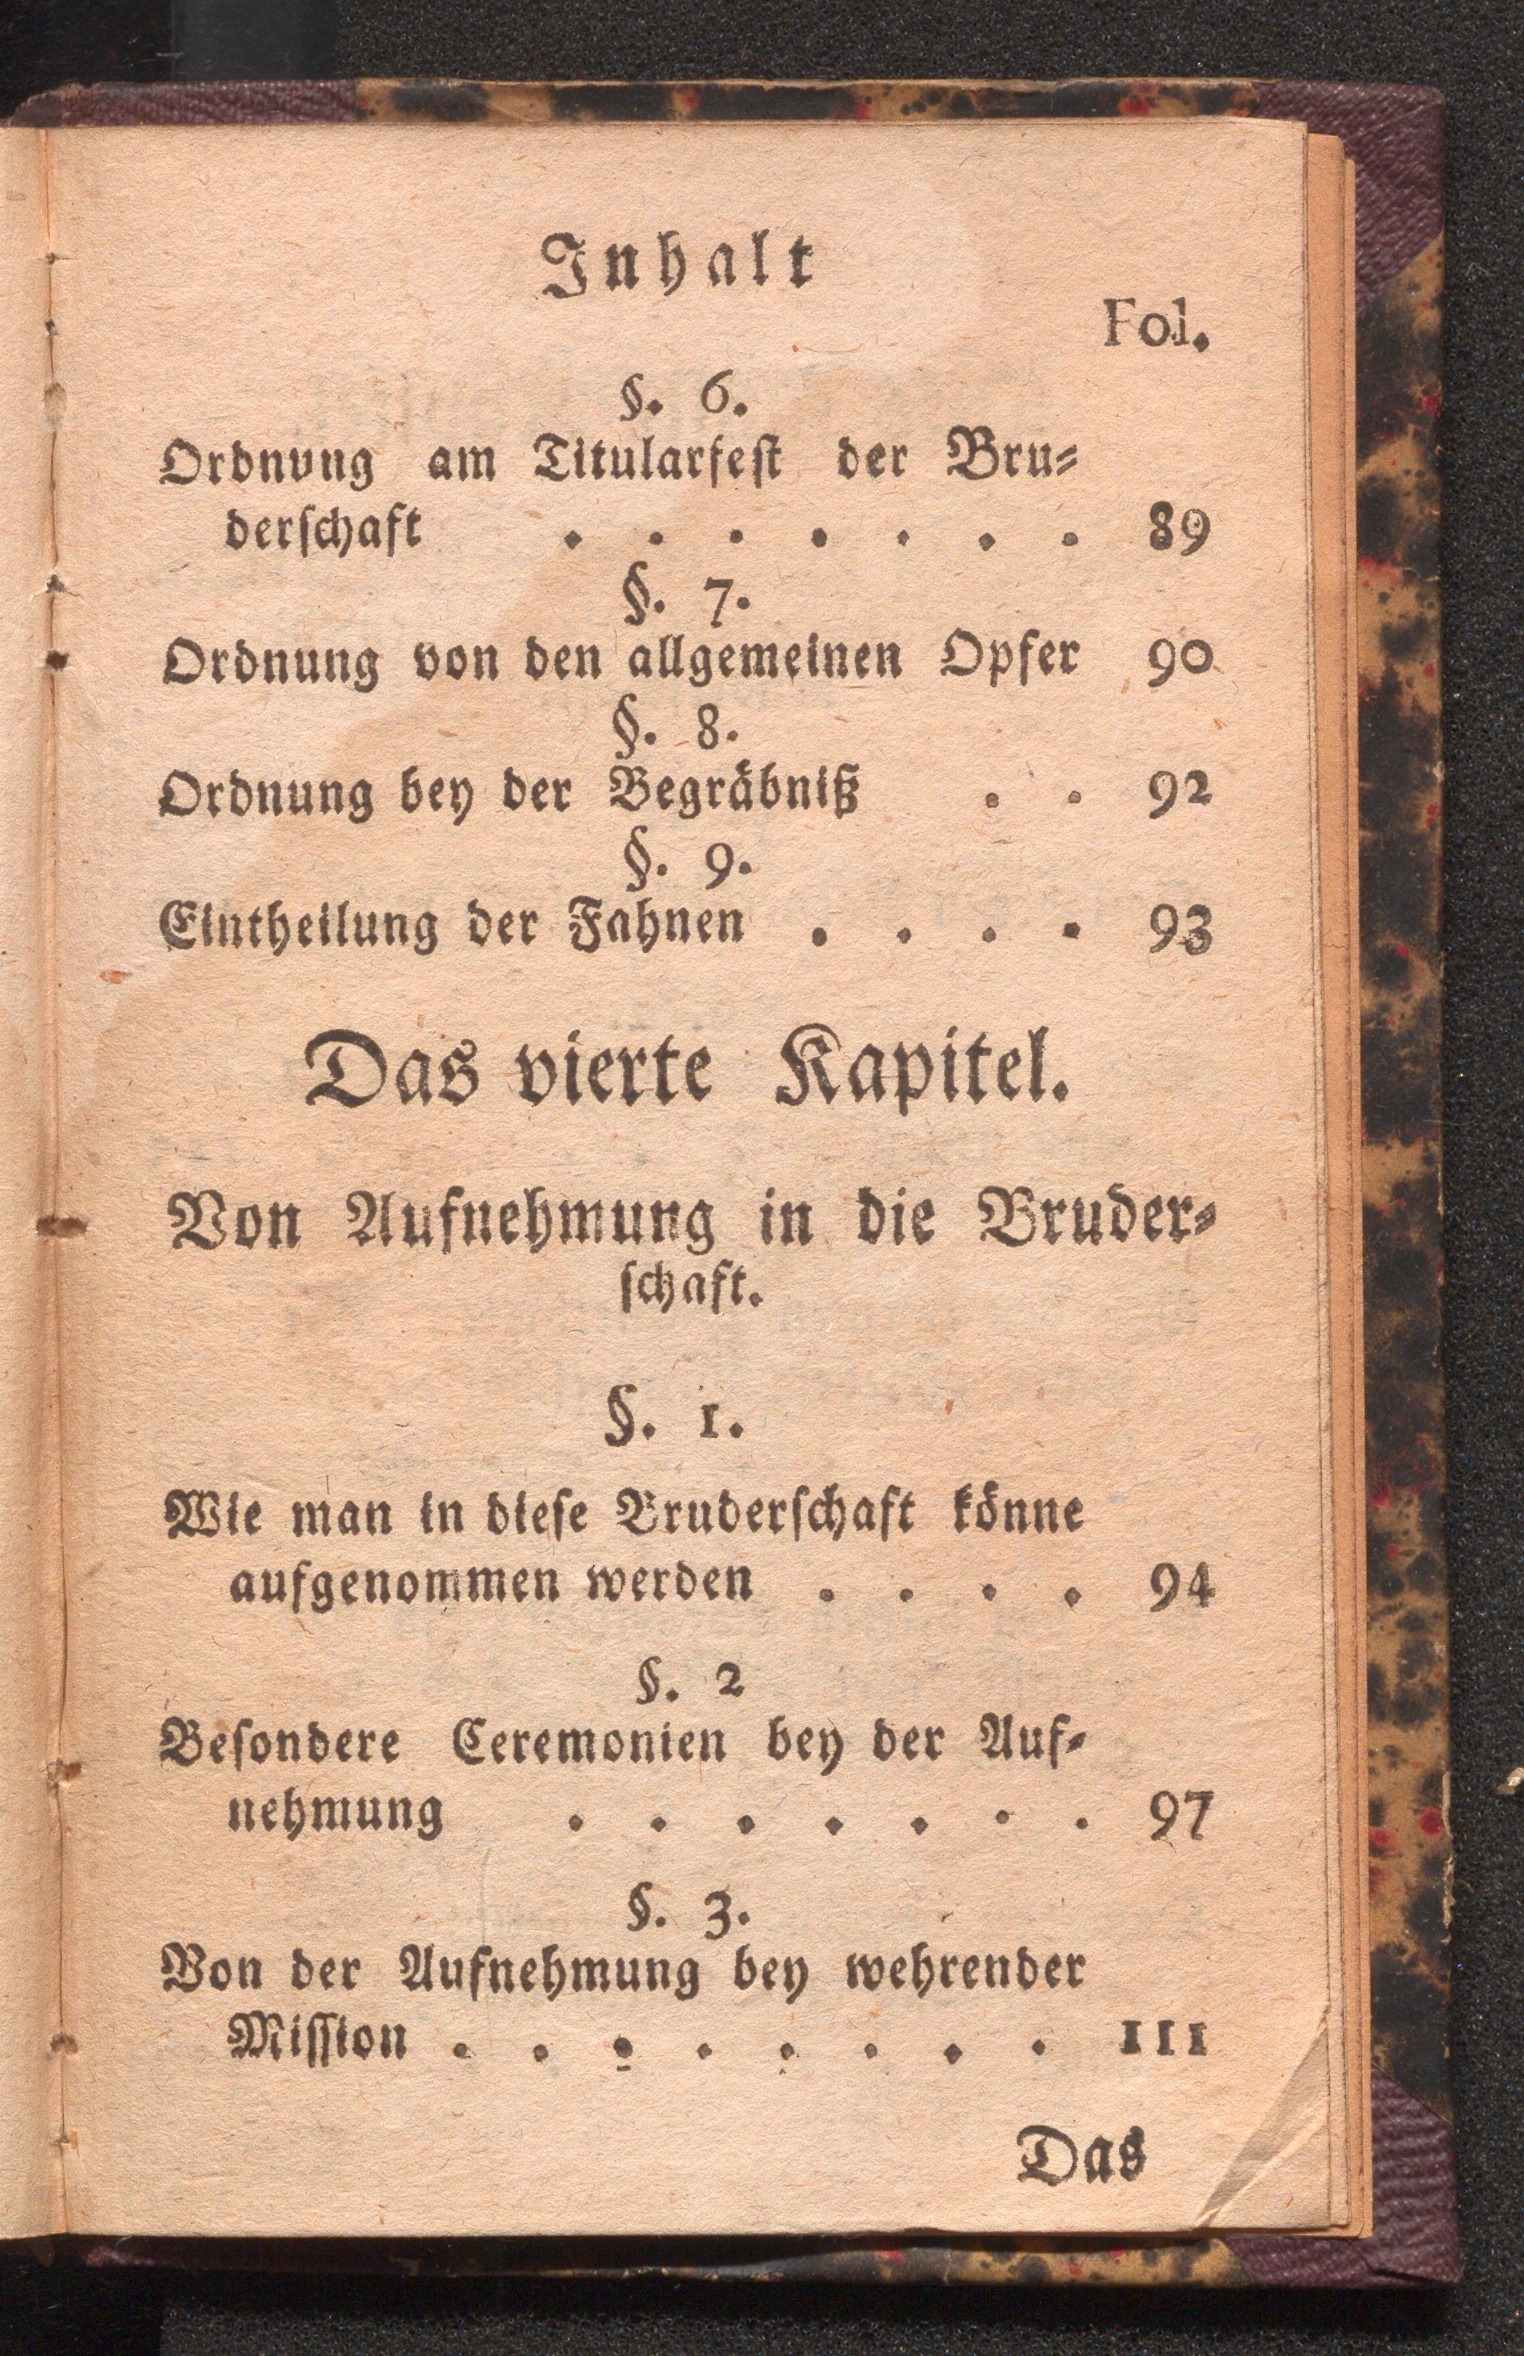 Inhalt
Fol.
§. 6.
Ordnvng am Titularfest der Bru⸗
derschaft . . . . . . . 89
§. 7.
Ordnung von den allgemeinen Opfer 90
§. 8.
Ordnung bey der Begräbniß . . 92
§. 9.
Eintheilung der Fahnen . . . . 93
Das vierte Kapitel.
Von Aufnehmung in die Bruder⸗
schaft.
§. 1.
Wie man in diese Bruderschaft könne
aufgenommen werden . . . . 94
§. 2
Besondere Ceremonien bey der Auf⸗
nehmung . . . . . . . 97
§. 3.
Von der Aufnehmung bey wehrender
Mission . . . . . . . . 111
Das